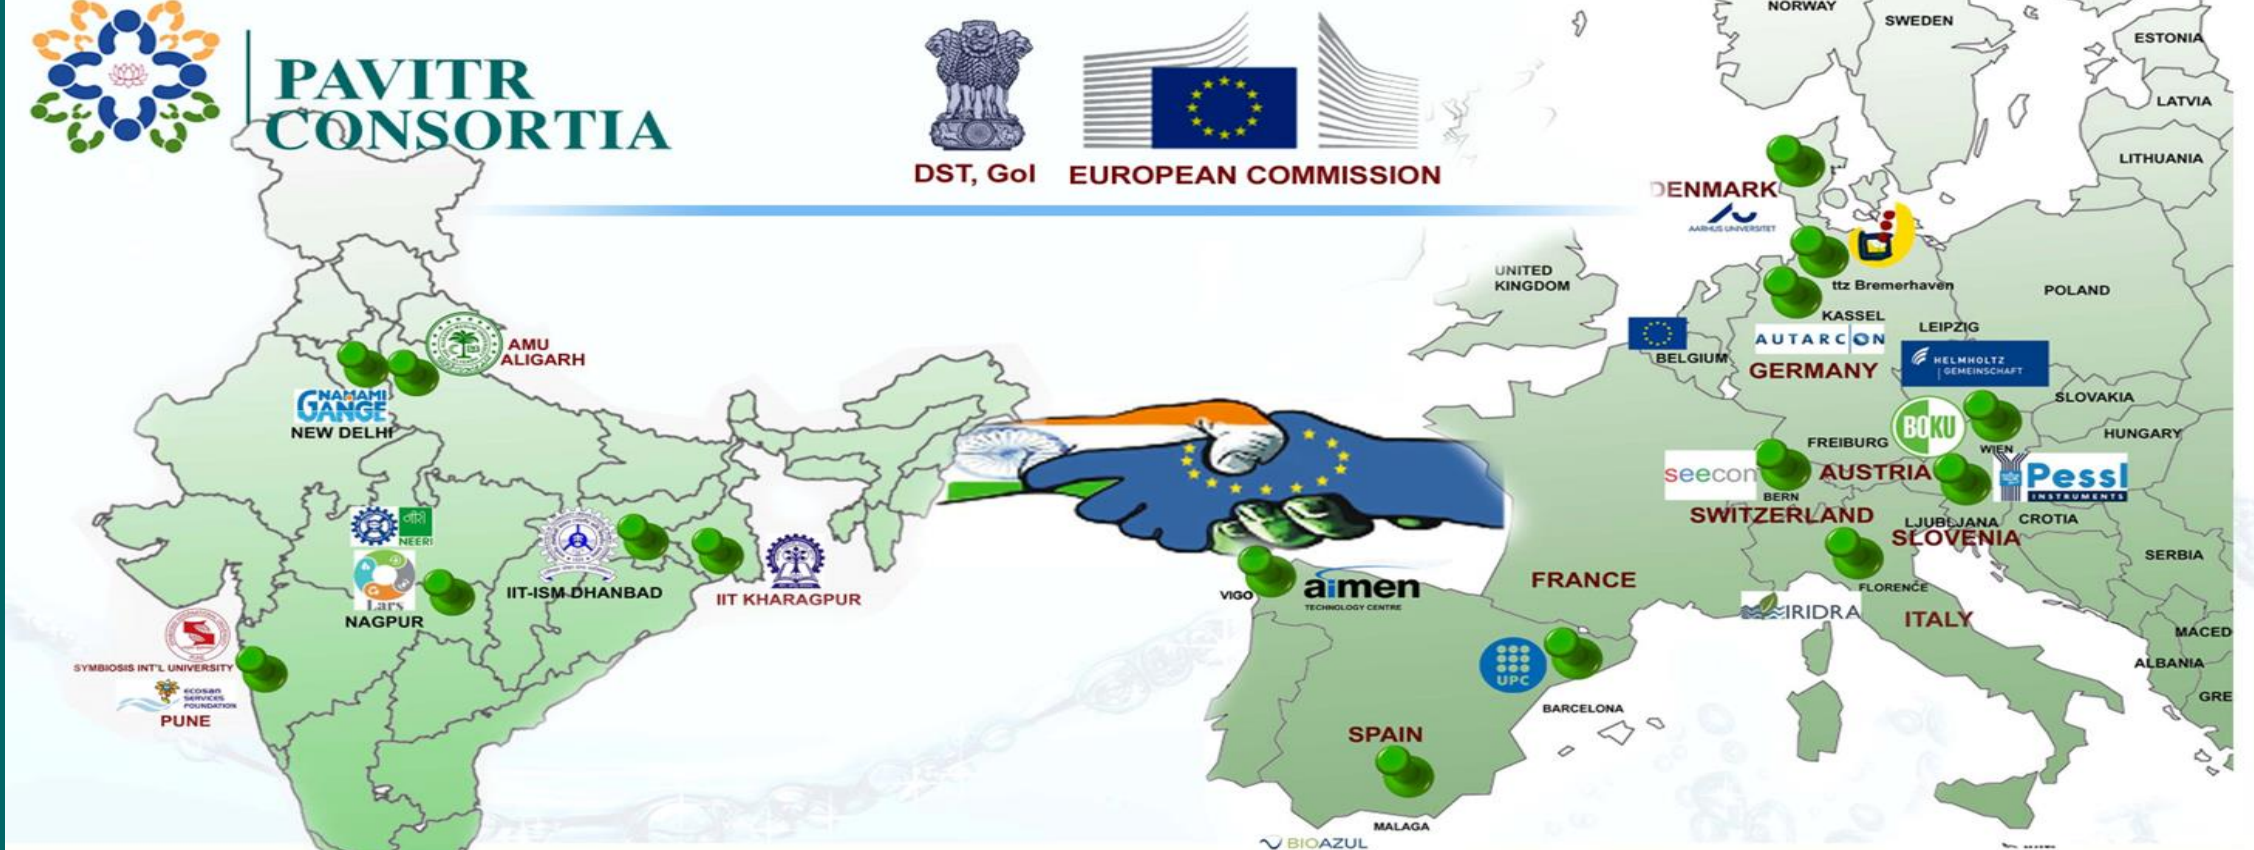 PAVITR
CONSORTIA
DST, GoI
EUROPEAN COMMISSION
NORWAY
SWEDEN
ESTONIA
LATVIA
LITHUANIA
DENMARK
AARHUS UNIVERSITET
UNITED
KINGDOM
ttz Bremerhaven
POLAND
KASSEL
LEIPZIG
AUTARCON
BELGIUM
GERMANY
HELMHOLTZ
GEMEINSCHAFT
SLOVAKIA
BOKU
FREIBURG
WIEN
HUNGARY
seecon
AUSTRIA
Pessl
INSTRUMENTS
BERN
SWITZERLAND
LJUBLJANA
CROTIA
SLOVENIA
SERBIA
FRANCE
FLORENCE
IRIDRA
ITALY
MACED
ALBANIA
GRE
AMU
ALIGARH
NAMAMI
GANGE
NEW DELHI
नीरी
NEERI
Lars
NAGPUR
IIT-ISM DHANBAD
IIT KHARAGPUR
SYMBIOSIS INT'L UNIVERSITY
ecosan
services
foundation
PUNE
VIGO
aimen
TECHNOLOGY CENTRE
UPC
BARCELONA
SPAIN
MALAGA
BIOAZUL